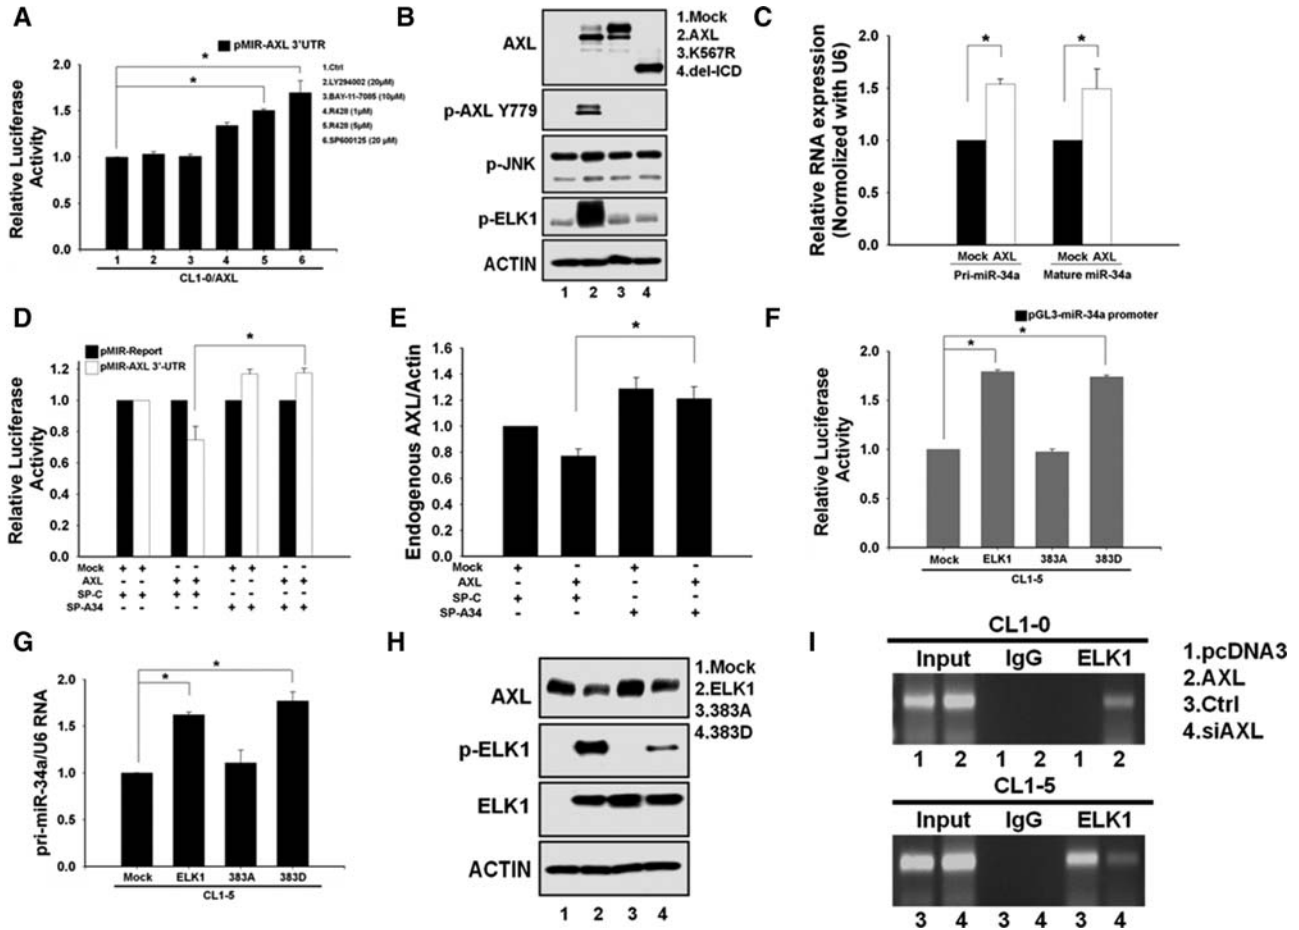 A
pMIR-AXL 3'UTR
*
*
Relative Luciferase
Activity
2.0
1.5
1.0
0.5
0.0
1 2 3 4 5 6
CL1-0/AXL
1.Ctrl
2.LY294002 (20μM)
3.BAY-11-7085 (10μM)
4.R428 (1μM)
5.R428 (5μM)
6.SP600125 (20 μM)
B
AXL
p-AXL Y779
p-JNK
p-ELK1
ACTIN
1 2 3 4
1.Mock
2.AXL
3.K567R
4.del-ICD
C
Relative RNA expression
(Normolized with U6)
2.0
1.5
1.0
0.5
0.0
* *
Mock AXL Mock AXL
Pri-miR-34a Mature miR-34a
D
pMIR-Report
pMIR-AXL 3'-UTR
*
Relative Luciferase
Activity
1.2
1.0
0.8
0.6
0.4
0.2
0.0
Mock + + - - + + - -
AXL - - + + - - + +
SP-C + + + + - - - -
SP-A34 - - - - + + + +
E
*
Endogenous AXL/Actin
1.6
1.4
1.2
1.0
0.8
0.6
0.4
0.2
0.0
Mock + - + -
AXL - + - +
SP-C + + - -
SP-A34 - - + +
F
pGL3-miR-34a promoter
*
*
Relative Luciferase
Activity
2.0
1.5
1.0
0.5
0.0
Mock ELK1 383A 383D
CL1-5
G
*
*
pri-miR-34a/U6 RNA
2.0
1.5
1.0
0.5
0.0
Mock ELK1 383A 383D
CL1-5
H
AXL
p-ELK1
ELK1
ACTIN
1 2 3 4
1.Mock
2.ELK1
3.383A
4.383D
I
CL1-0
Input IgG ELK1
1 2 1 2 1 2
CL1-5
Input IgG ELK1
3 4 3 4 3 4
1.pcDNA3
2.AXL
3.Ctrl
4.siAXL